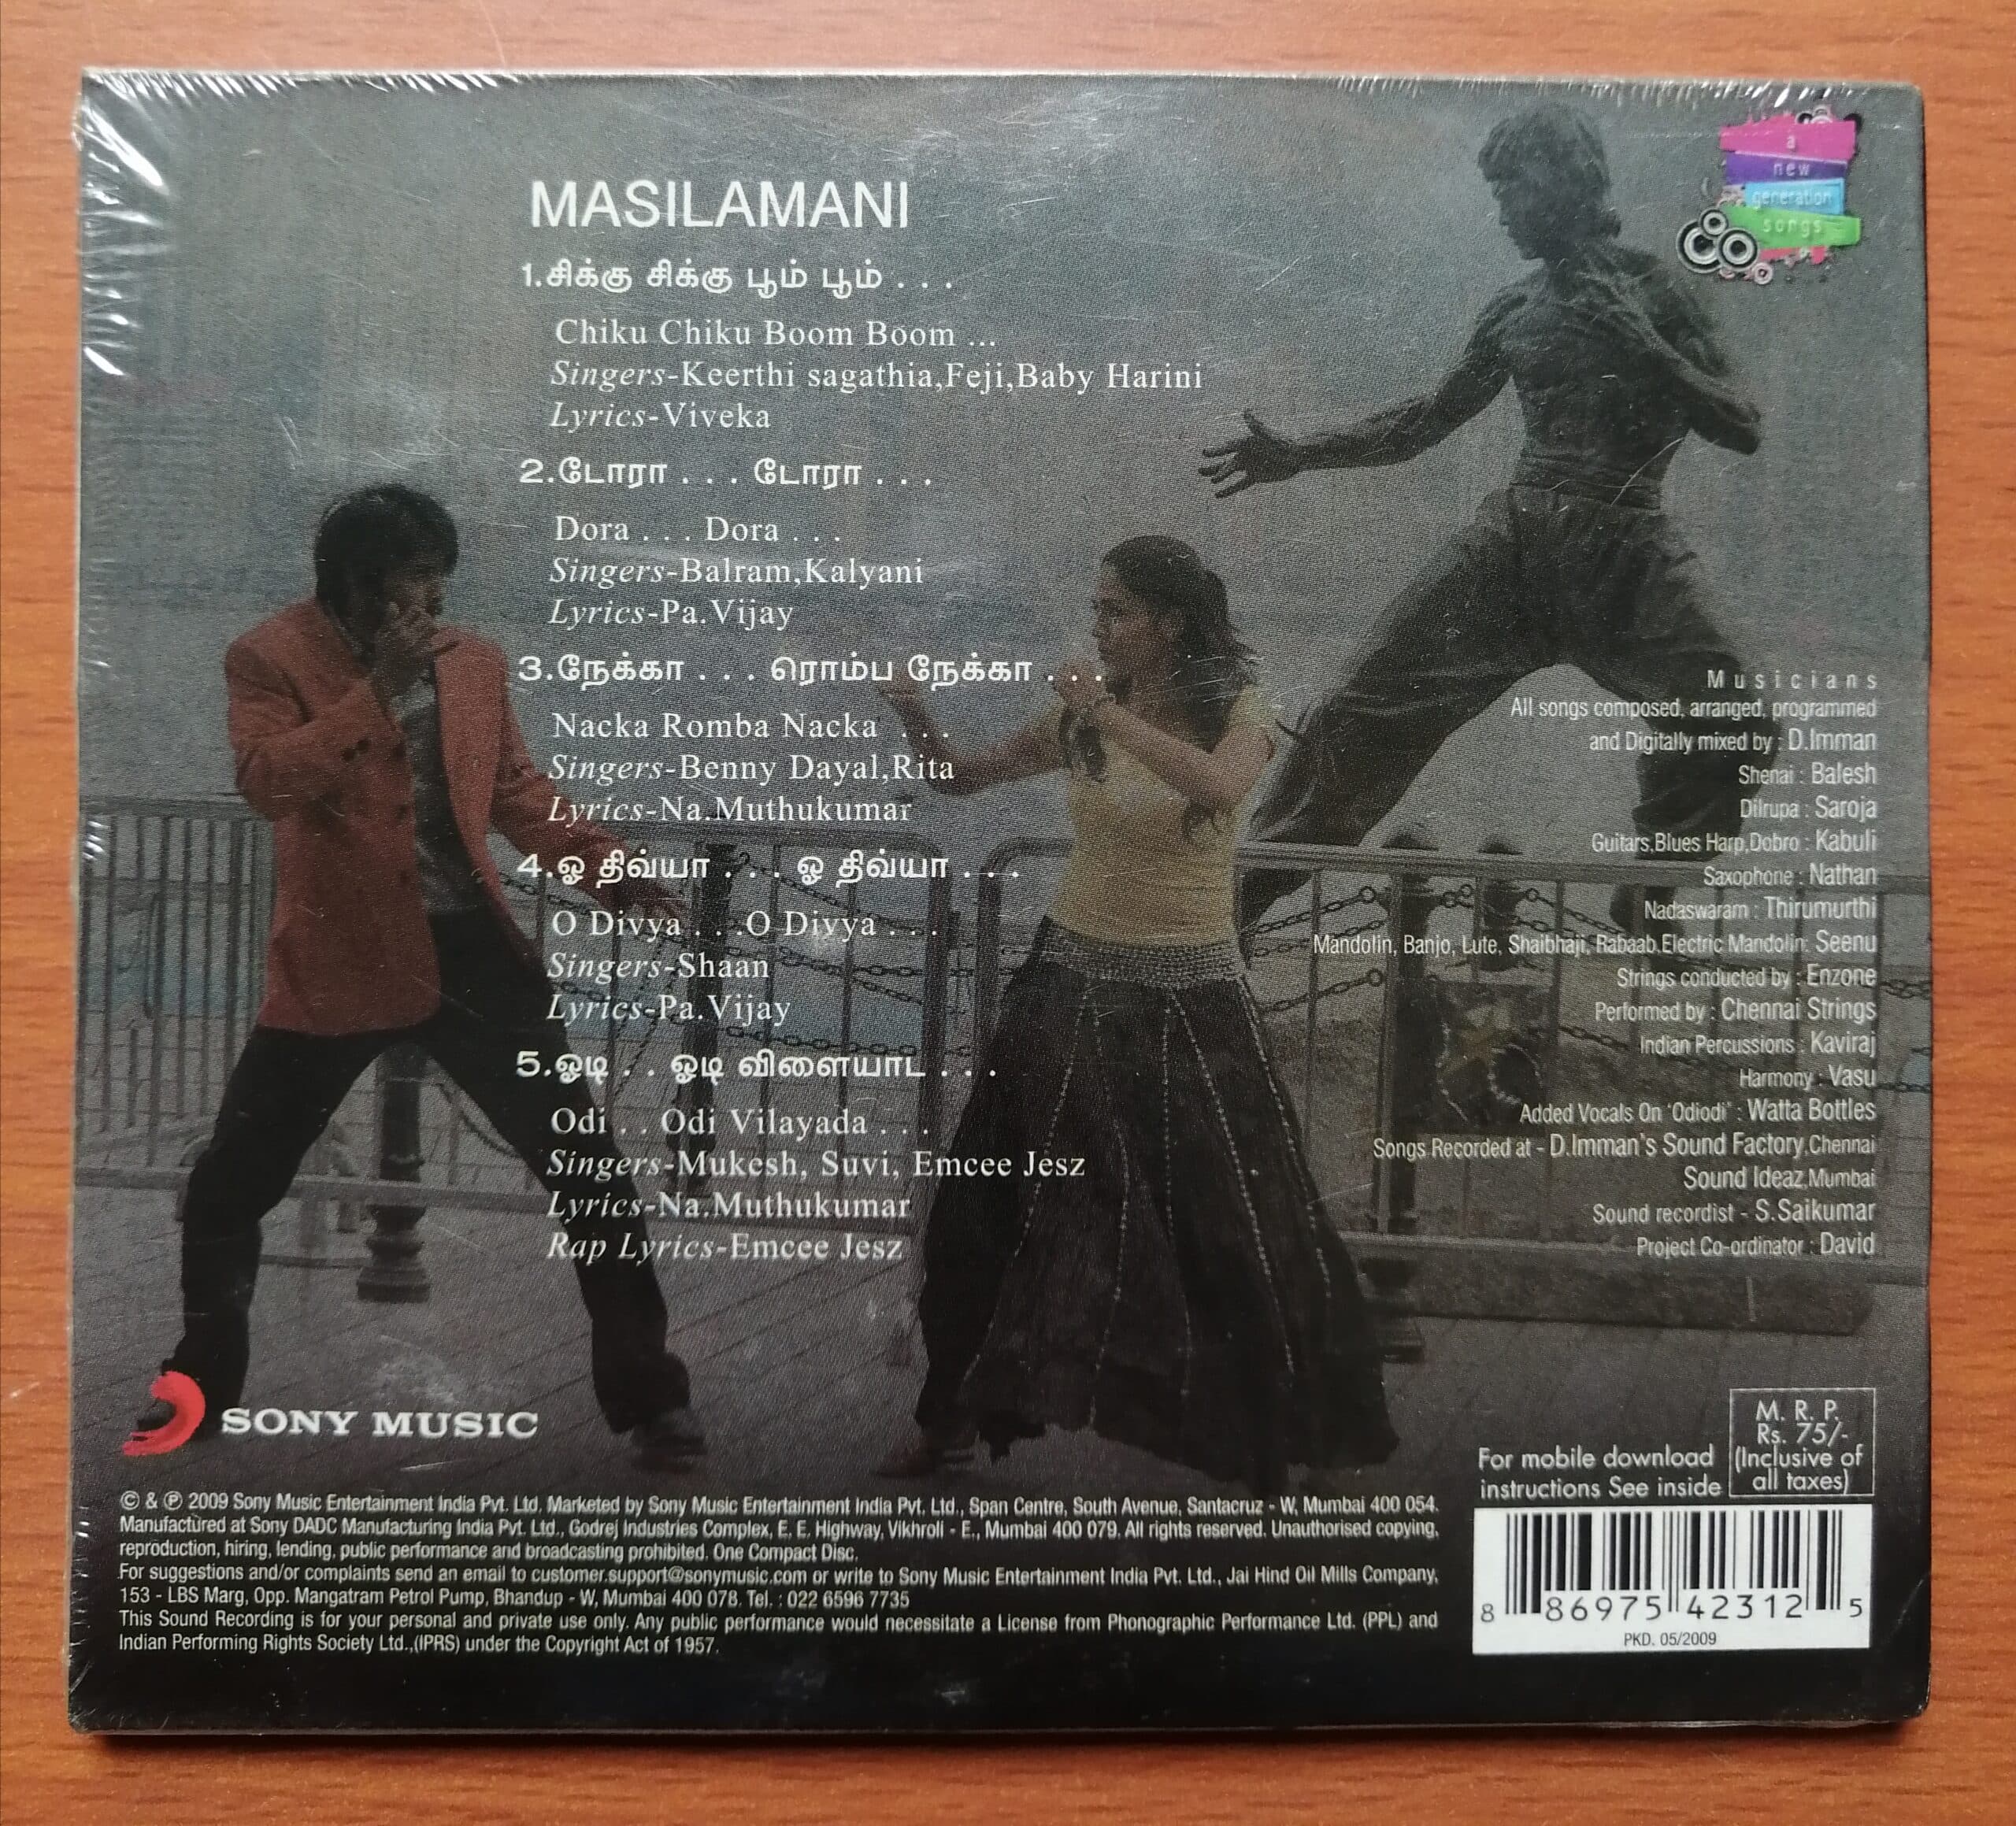 MASILAMANI
1.சிக்கு சிக்கு பூம் பூம் . . .
Chiku Chiku Boom Boom ...
Singers-Keerthi sagathia,Feji,Baby Harini
Lyrics-Viveka
2.டோரா . . . டோரா . . .
Dora . . . Dora . . .
Singers-Balram,Kalyani
Lyrics-Pa.Vijay
3.நேக்கா . . . ரொம்ப நேக்கா . . .
Nacka Romba Nacka . . .
Singers-Benny Dayal,Rita
Lyrics-Na.Muthukumar
4.ஓ திவ்யா . . . ஓ திவ்யா . . .
O Divya . . .O Divya . . .
Singers-Shaan
Lyrics-Pa.Vijay
5.ஓடி . . ஓடி விளையாட . . .
Odi . . Odi Vilayada . . .
Singers-Mukesh, Suvi, Emcee Jesz
Lyrics-Na.Muthukumar
Rap Lyrics-Emcee Jesz
a
new
generation
songs
Musicians
All songs composed, arranged, programmed
and Digitally mixed by : D.Imman
Shenai : Balesh
Dilrupa : Saroja
Guitars,Blues Harp,Dobro : Kabuli
Saxophone : Nathan
Nadaswaram : Thirumurthi
Mandolin, Banjo, Lute, Shaibhaji, Rabaab.Electric Mandolin: Seenu
Strings conducted by : Enzone
Performed by : Chennai Strings
Indian Percussions : Kaviraj
Harmony : Vasu
Added Vocals On 'Odiodi' : Watta Bottles
Songs Recorded at - D.Imman's Sound Factory,Chennai
Sound Ideaz,Mumbai
Sound recordist - S.Saikumar
Project Co-ordinator : David
SONY MUSIC
For mobile download
instructions See inside
M. R. P.
Rs. 75/-
(Inclusive of
all taxes)
© & ℗ 2009 Sony Music Entertainment India Pvt. Ltd. Marketed by Sony Music Entertainment India Pvt. Ltd., Span Centre, South Avenue, Santacruz - W, Mumbai 400 054.
Manufactured at Sony DADC Manufacturing India Pvt. Ltd., Godrej Industries Complex, E. E. Highway, Vikhroli - E., Mumbai 400 079. All rights reserved. Unauthorised copying,
reproduction, hiring, lending, public performance and broadcasting prohibited. One Compact Disc.
For suggestions and/or complaints send an email to customer.support@sonymusic.com or write to Sony Music Entertainment India Pvt. Ltd., Jai Hind Oil Mills Company,
153 - LBS Marg, Opp. Mangatram Petrol Pump, Bhandup - W, Mumbai 400 078. Tel. : 022 6596 7735
This Sound Recording is for your personal and private use only. Any public performance would necessitate a License from Phonographic Performance Ltd. (PPL) and
Indian Performing Rights Society Ltd.,(IPRS) under the Copyright Act of 1957.
8 86975 42312 5
PKD. 05/2009